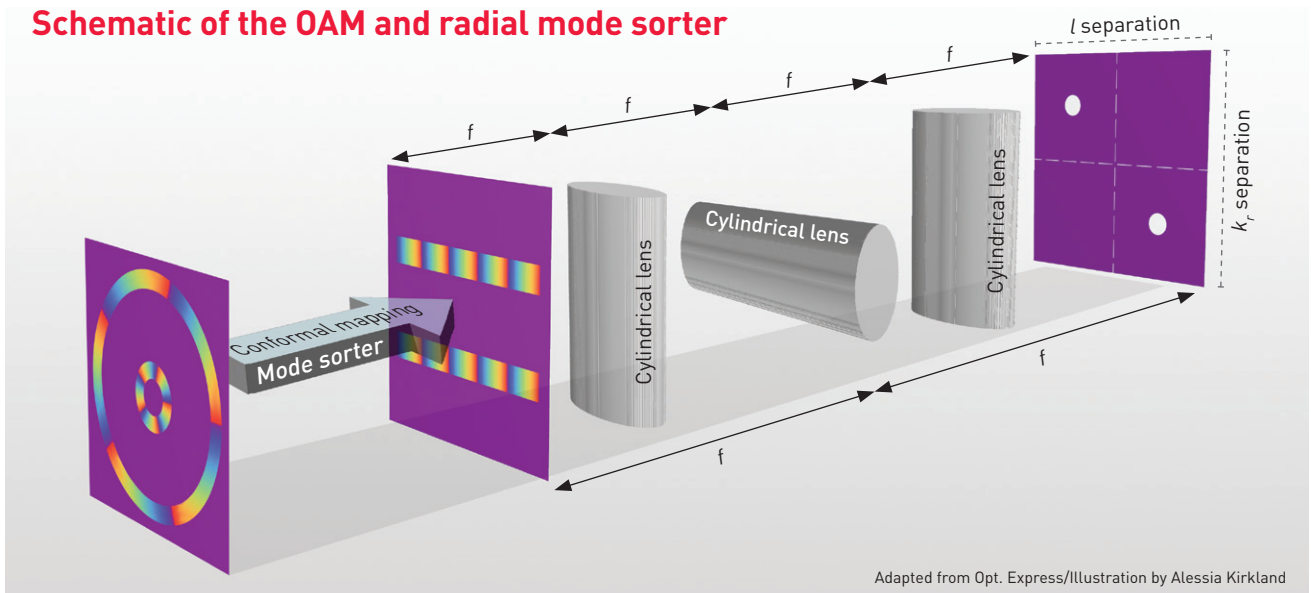 Schematic of the OAM and radial mode sorter
l separation
f
f
f
f
kr separation
Cylindrical lens
Cylindrical lens
Cylindrical lens
Conformal mapping
Mode sorter
f
f
Adapted from Opt. Express/Illustration by Alessia Kirkland